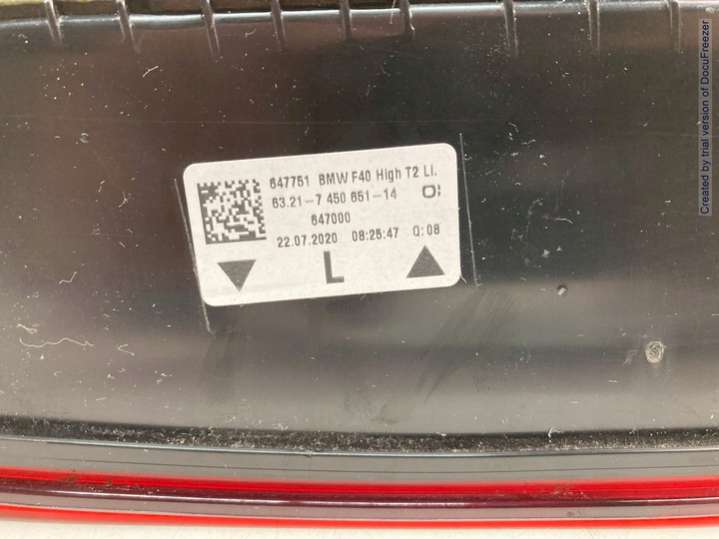 647751 BMW F40 High T2 LI.
63.21-7 450 651-14
647000
22.07.2020 08:25:47 Q:08
L
Created by trial version of DocuFreezer